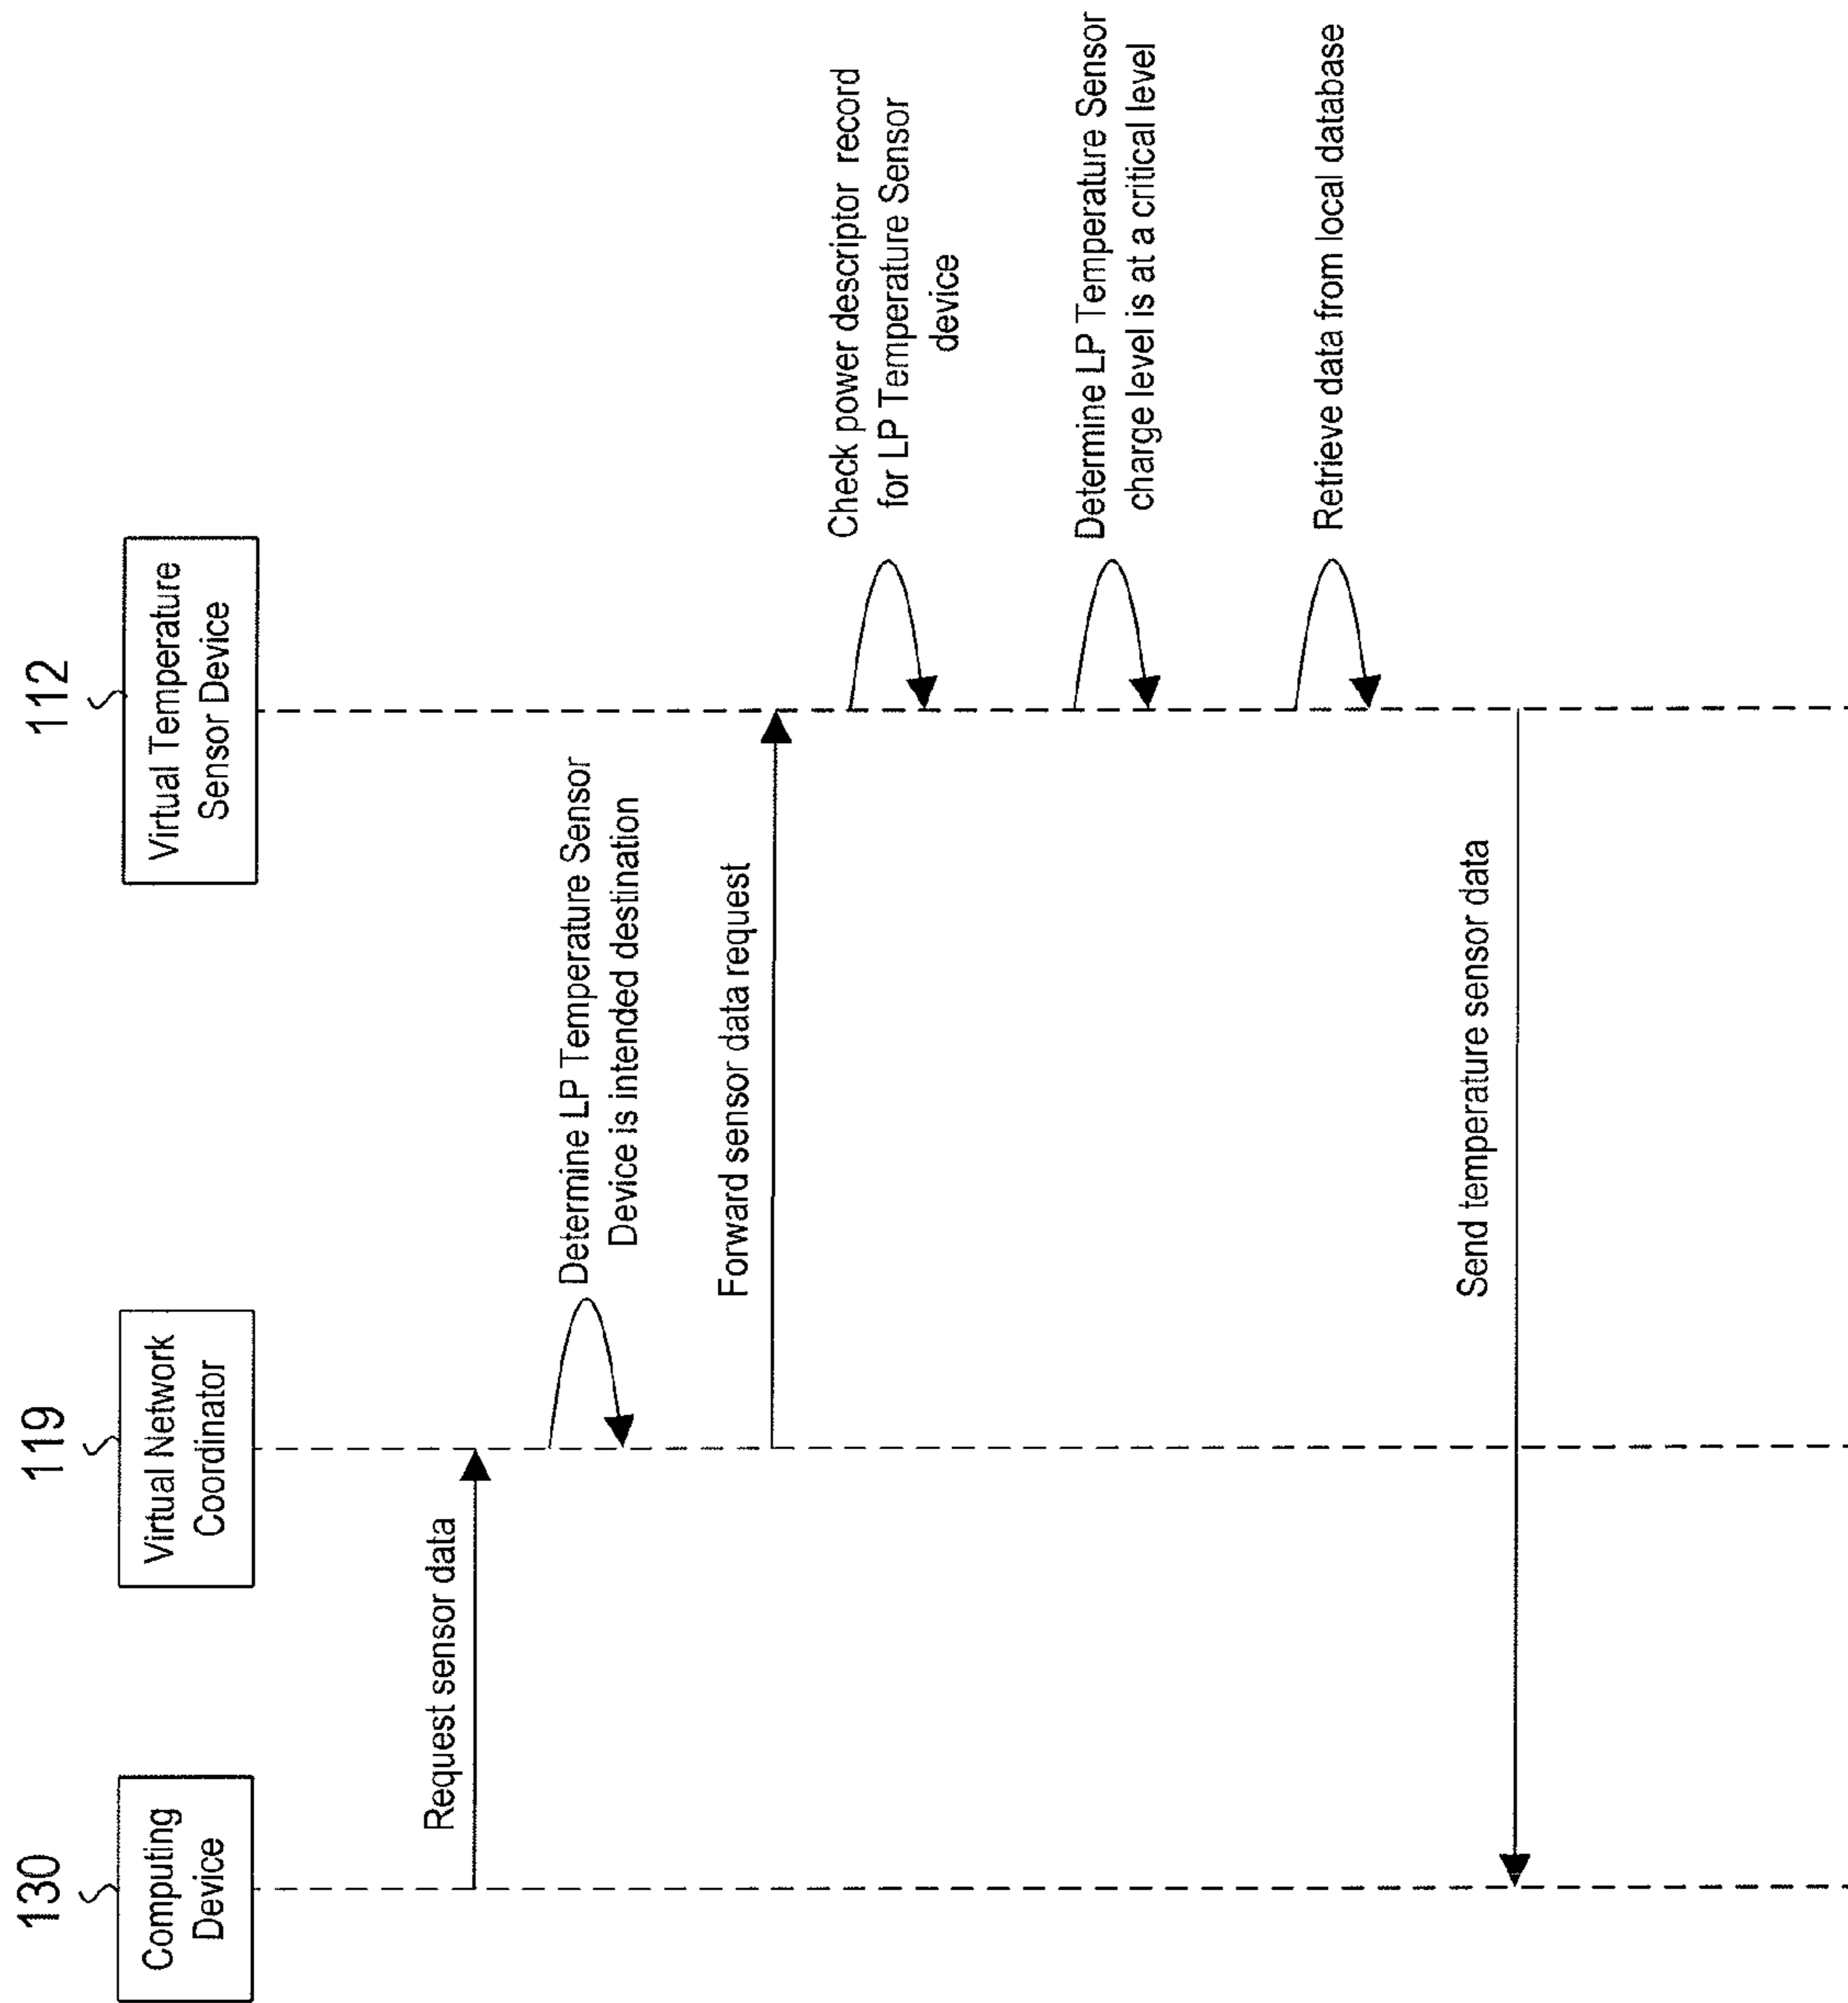 130
Computing
Device
119
Virtual Network
Coordinator
112
Virtual Temperature
Sensor Device
Request sensor data
Determine LP Temperature Sensor
Device is intended destination
Forward sensor data request
Check power descriptor record
for LP Temperature Sensor
device
Determine LP Temperature Sensor
charge level is at a critical level
Retrieve data from local database
Send temperature sensor data